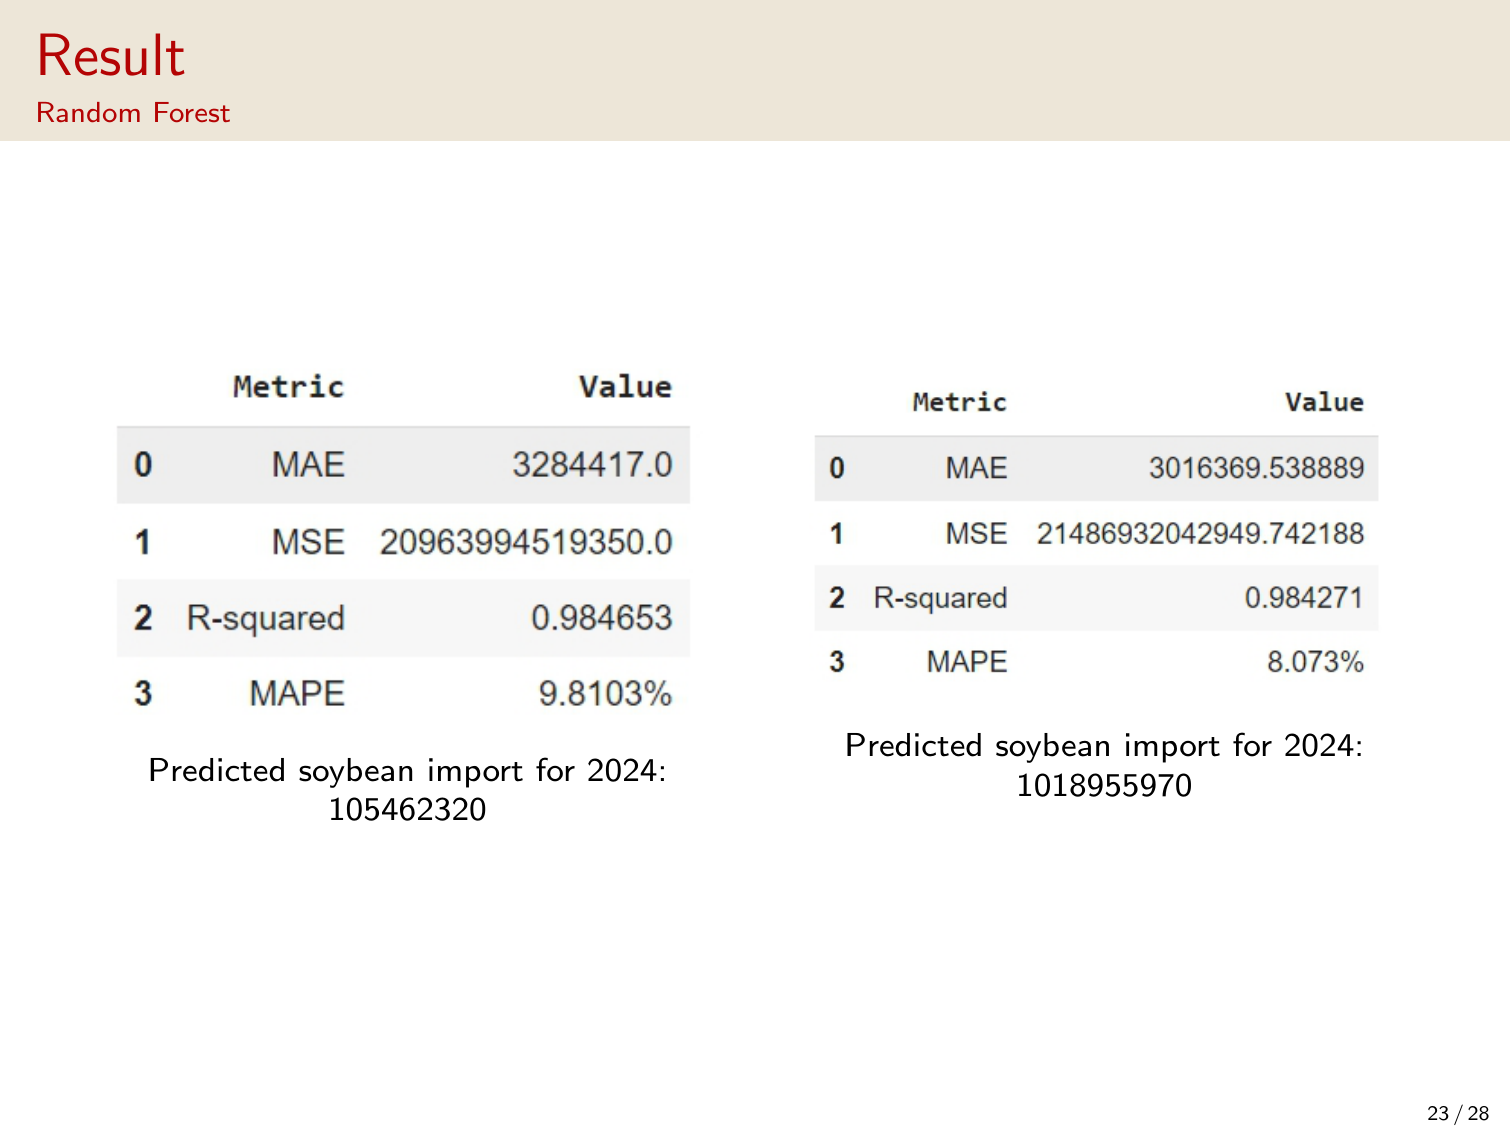 Result
Random Forest
Metric Value
0 MAE 3284417.0
1 MSE 20963994519350.0
2 R-squared 0.984653
3 MAPE 9.8103%
Predicted soybean import for 2024:
105462320
Metric Value
0 MAE 3016369.538889
1 MSE 21486932042949.742188
2 R-squared 0.984271
3 MAPE 8.073%
Predicted soybean import for 2024:
1018955970
23 / 28